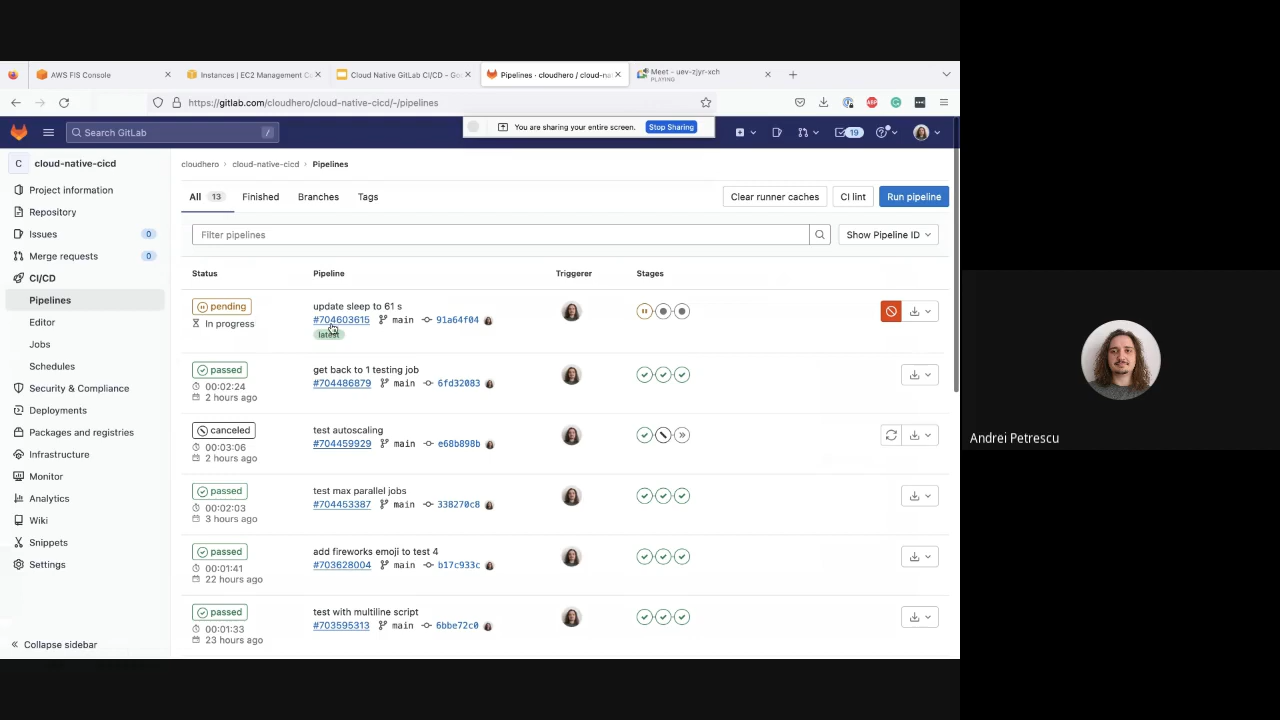 AWS FIS Console
Instances | EC2 Management Co
Cloud Native GitLab CI/CD - Goo
Pipelines · cloudhero / cloud-nat
Meet – uev-zjyr-xch
PLAYING
https://gitlab.com/cloudhero/cloud-native-cicd/-/pipelines
Search GitLab
/
You are sharing your entire screen.
Stop Sharing
19
C
cloud-native-cicd
Project information
Repository
Issues 0
Merge requests 0
CI/CD
Pipelines
Editor
Jobs
Schedules
Security & Compliance
Deployments
Packages and registries
Infrastructure
Monitor
Analytics
Wiki
Snippets
Settings
Collapse sidebar
cloudhero › cloud-native-cicd › Pipelines
All 13 Finished Branches Tags
Clear runner caches CI lint Run pipeline
Filter pipelines
Show Pipeline ID
Status Pipeline Triggerer Stages
pending
In progress
update sleep to 61 s
#704603615 main 91a64f04
latest
passed
00:02:24
2 hours ago
get back to 1 testing job
#704486879 main 6fd32083
canceled
00:03:06
2 hours ago
test autoscaling
#704459929 main e68b898b
passed
00:02:03
3 hours ago
test max parallel jobs
#704453387 main 338270c8
passed
00:01:41
22 hours ago
add fireworks emoji to test 4
#703628004 main b17c933c
passed
00:01:33
23 hours ago
test with multiline script
#703595313 main 6bbe72c0
Andrei Petrescu